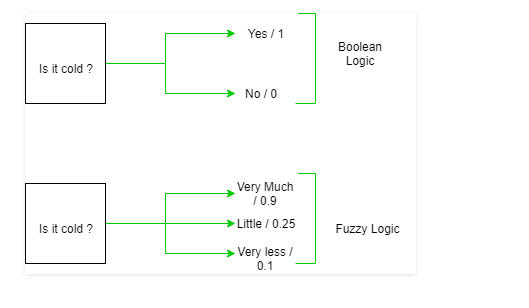 Is it cold ?
Yes / 1
No / 0
Boolean
Logic
Is it cold ?
Very Much
/ 0.9
Little / 0.25
Very less /
0.1
Fuzzy Logic